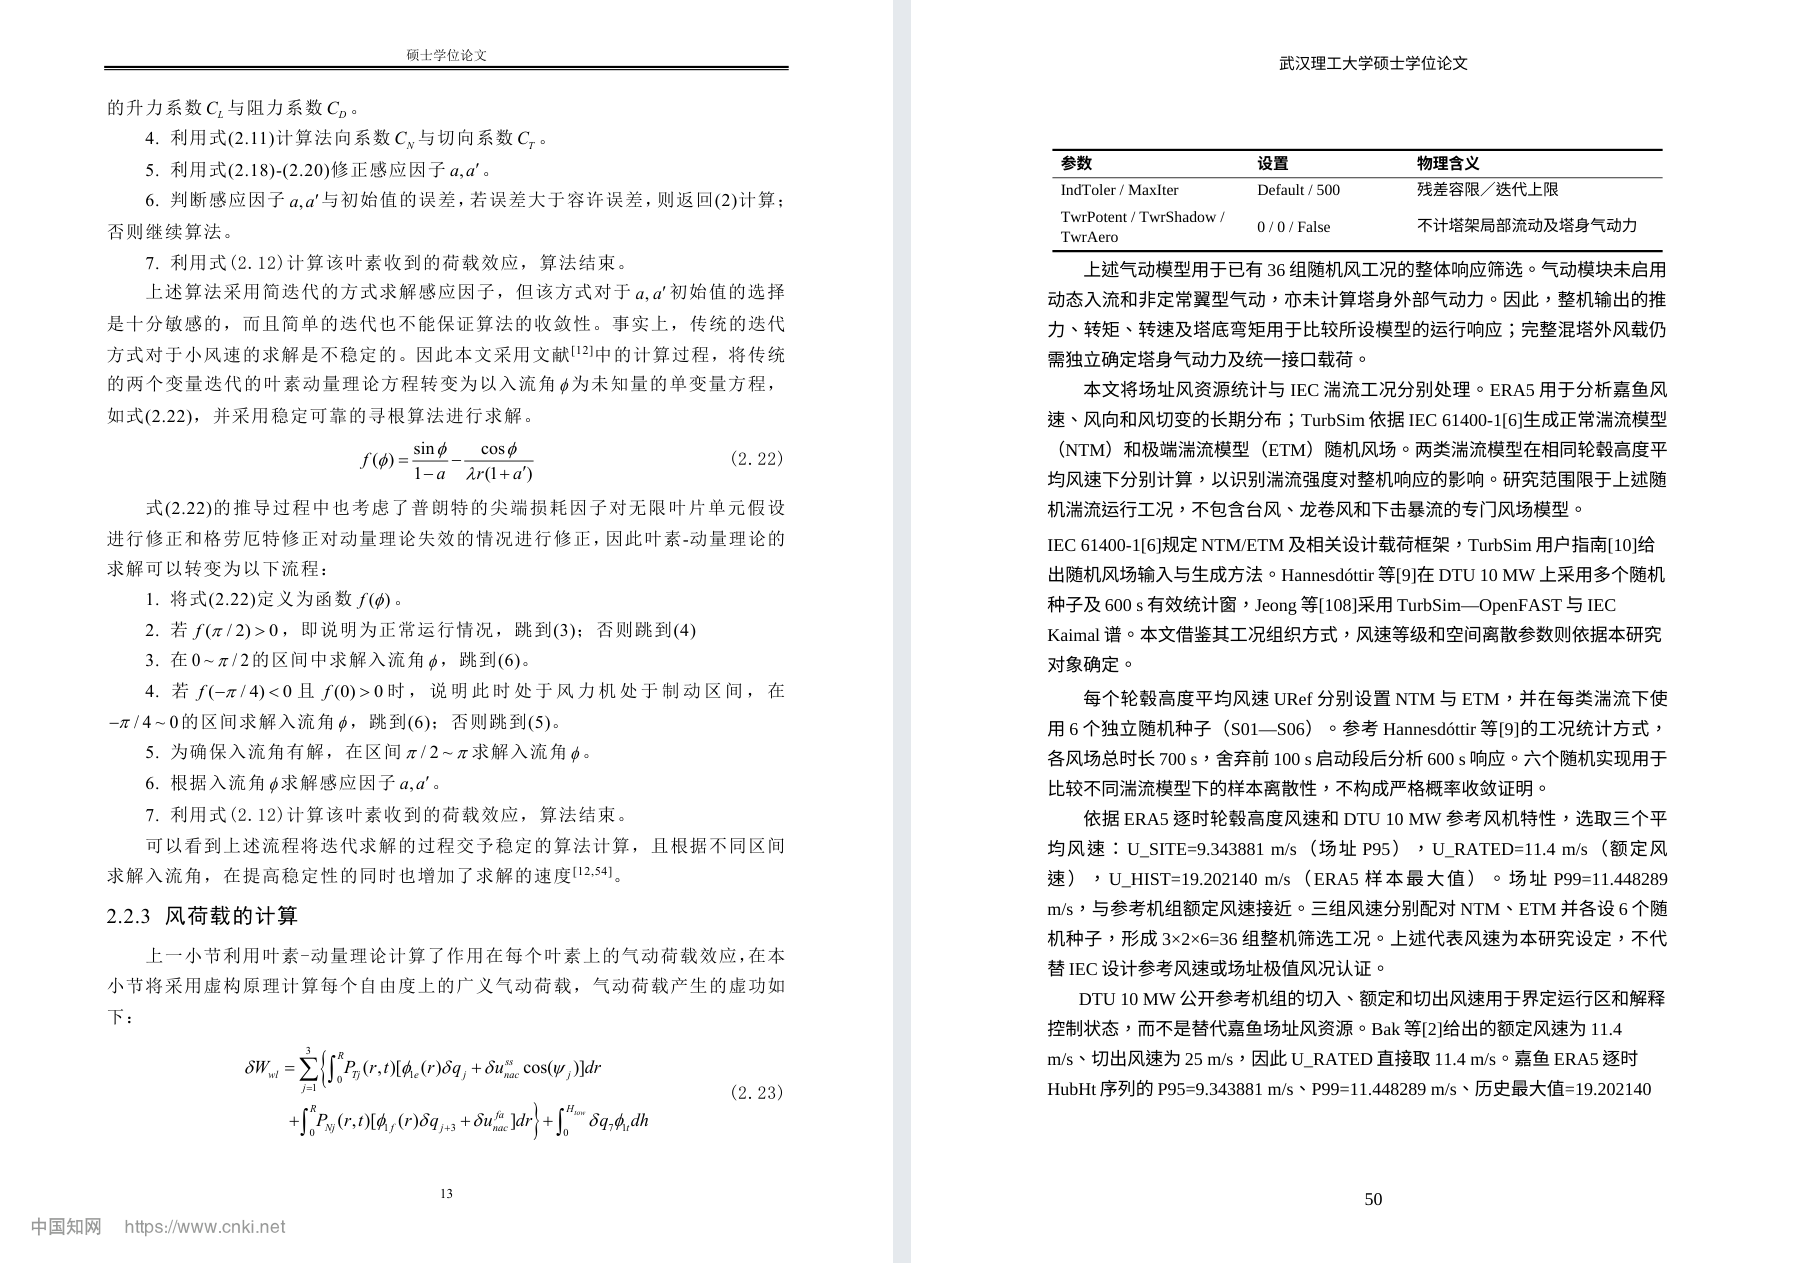 硕士学位论文
的升力系数 C_L 与阻力系数 C_D 。
4. 利用式(2.11)计算法向系数 C_N 与切向系数 C_T 。
5. 利用式(2.18)-(2.20)修正感应因子 a,a′ 。
6. 判断感应因子 a,a′ 与初始值的误差，若误差大于容许误差，则返回(2)计算；
否则继续算法。
7. 利用式(2.12)计算该叶素收到的荷载效应，算法结束。
上述算法采用简迭代的方式求解感应因子，但该方式对于 a, a′ 初始值的选择
是十分敏感的，而且简单的迭代也不能保证算法的收敛性。事实上，传统的迭代
方式对于小风速的求解是不稳定的。因此本文采用文献[12]中的计算过程，将传统
的两个变量迭代的叶素动量理论方程转变为以入流角 ϕ 为未知量的单变量方程，
如式(2.22)，并采用稳定可靠的寻根算法进行求解。
f(ϕ) = sinϕ/(1−a) − cosϕ/(λr(1+a′)) (2.22)
式(2.22)的推导过程中也考虑了普朗特的尖端损耗因子对无限叶片单元假设
进行修正和格劳厄特修正对动量理论失效的情况进行修正，因此叶素-动量理论的
求解可以转变为以下流程：
1. 将式(2.22)定义为函数 f(ϕ) 。
2. 若 f(π/2)>0，即说明为正常运行情况，跳到(3)；否则跳到(4)
3. 在 0~π/2 的区间中求解入流角 ϕ，跳到(6)。
4. 若 f(−π/4)<0 且 f(0)>0 时，说明此时处于风力机处于制动区间，在
−π/4~0 的区间求解入流角 ϕ，跳到(6)；否则跳到(5)。
5. 为确保入流角有解，在区间 π/2~π 求解入流角 ϕ 。
6. 根据入流角 ϕ 求解感应因子 a,a′ 。
7. 利用式(2.12)计算该叶素收到的荷载效应，算法结束。
可以看到上述流程将迭代求解的过程交予稳定的算法计算，且根据不同区间
求解入流角，在提高稳定性的同时也增加了求解的速度[12,54]。
2.2.3 风荷载的计算
上一小节利用叶素-动量理论计算了作用在每个叶素上的气动荷载效应，在本
小节将采用虚构原理计算每个自由度上的广义气动荷载，气动荷载产生的虚功如
下：
δW_wl = ∑_{j=1}^{3} { ∫_0^R P_Tj(r,t)[ϕ_1e(r)δq_j + δu_nac^ss cos(ψ_j)]dr
+ ∫_0^R P_Nj(r,t)[ϕ_1f(r)δq_{j+3} + δu_nac^fa]dr } + ∫_0^{H_tow} δq_7ϕ_1t dh (2.23)
13
中国知网 https://www.cnki.net
武汉理工大学硕士学位论文
参数 设置 物理含义
IndToler / MaxIter Default / 500 残差容限／迭代上限
TwrPotent / TwrShadow /
TwrAero 0 / 0 / False 不计塔架局部流动及塔身气动力
上述气动模型用于已有 36 组随机风工况的整体响应筛选。气动模块未启用
动态入流和非定常翼型气动，亦未计算塔身外部气动力。因此，整机输出的推
力、转矩、转速及塔底弯矩用于比较所设模型的运行响应；完整混塔外风载仍
需独立确定塔身气动力及统一接口载荷。
本文将场址风资源统计与 IEC 湍流工况分别处理。ERA5 用于分析嘉鱼风
速、风向和风切变的长期分布；TurbSim 依据 IEC 61400-1[6]生成正常湍流模型
（NTM）和极端湍流模型（ETM）随机风场。两类湍流模型在相同轮毂高度平
均风速下分别计算，以识别湍流强度对整机响应的影响。研究范围限于上述随
机湍流运行工况，不包含台风、龙卷风和下击暴流的专门风场模型。
IEC 61400-1[6]规定 NTM/ETM 及相关设计载荷框架，TurbSim 用户指南[10]给
出随机风场输入与生成方法。Hannesdóttir 等[9]在 DTU 10 MW 上采用多个随机
种子及 600 s 有效统计窗，Jeong 等[108]采用 TurbSim—OpenFAST 与 IEC
Kaimal 谱。本文借鉴其工况组织方式，风速等级和空间离散参数则依据本研究
对象确定。
每个轮毂高度平均风速 URef 分别设置 NTM 与 ETM，并在每类湍流下使
用 6 个独立随机种子（S01—S06）。参考 Hannesdóttir 等[9]的工况统计方式，
各风场总时长 700 s，舍弃前 100 s 启动段后分析 600 s 响应。六个随机实现用于
比较不同湍流模型下的样本离散性，不构成严格概率收敛证明。
依据 ERA5 逐时轮毂高度风速和 DTU 10 MW 参考风机特性，选取三个平
均风速：U_SITE=9.343881 m/s（场址 P95），U_RATED=11.4 m/s（额定风
速），U_HIST=19.202140 m/s（ERA5 样本最大值）。场址 P99=11.448289
m/s，与参考机组额定风速接近。三组风速分别配对 NTM、ETM 并各设 6 个随
机种子，形成 3×2×6=36 组整机筛选工况。上述代表风速为本研究设定，不代
替 IEC 设计参考风速或场址极值风况认证。
DTU 10 MW 公开参考机组的切入、额定和切出风速用于界定运行区和解释
控制状态，而不是替代嘉鱼场址风资源。Bak 等[2]给出的额定风速为 11.4
m/s、切出风速为 25 m/s，因此 U_RATED 直接取 11.4 m/s。嘉鱼 ERA5 逐时
HubHt 序列的 P95=9.343881 m/s、P99=11.448289 m/s、历史最大值=19.202140
50